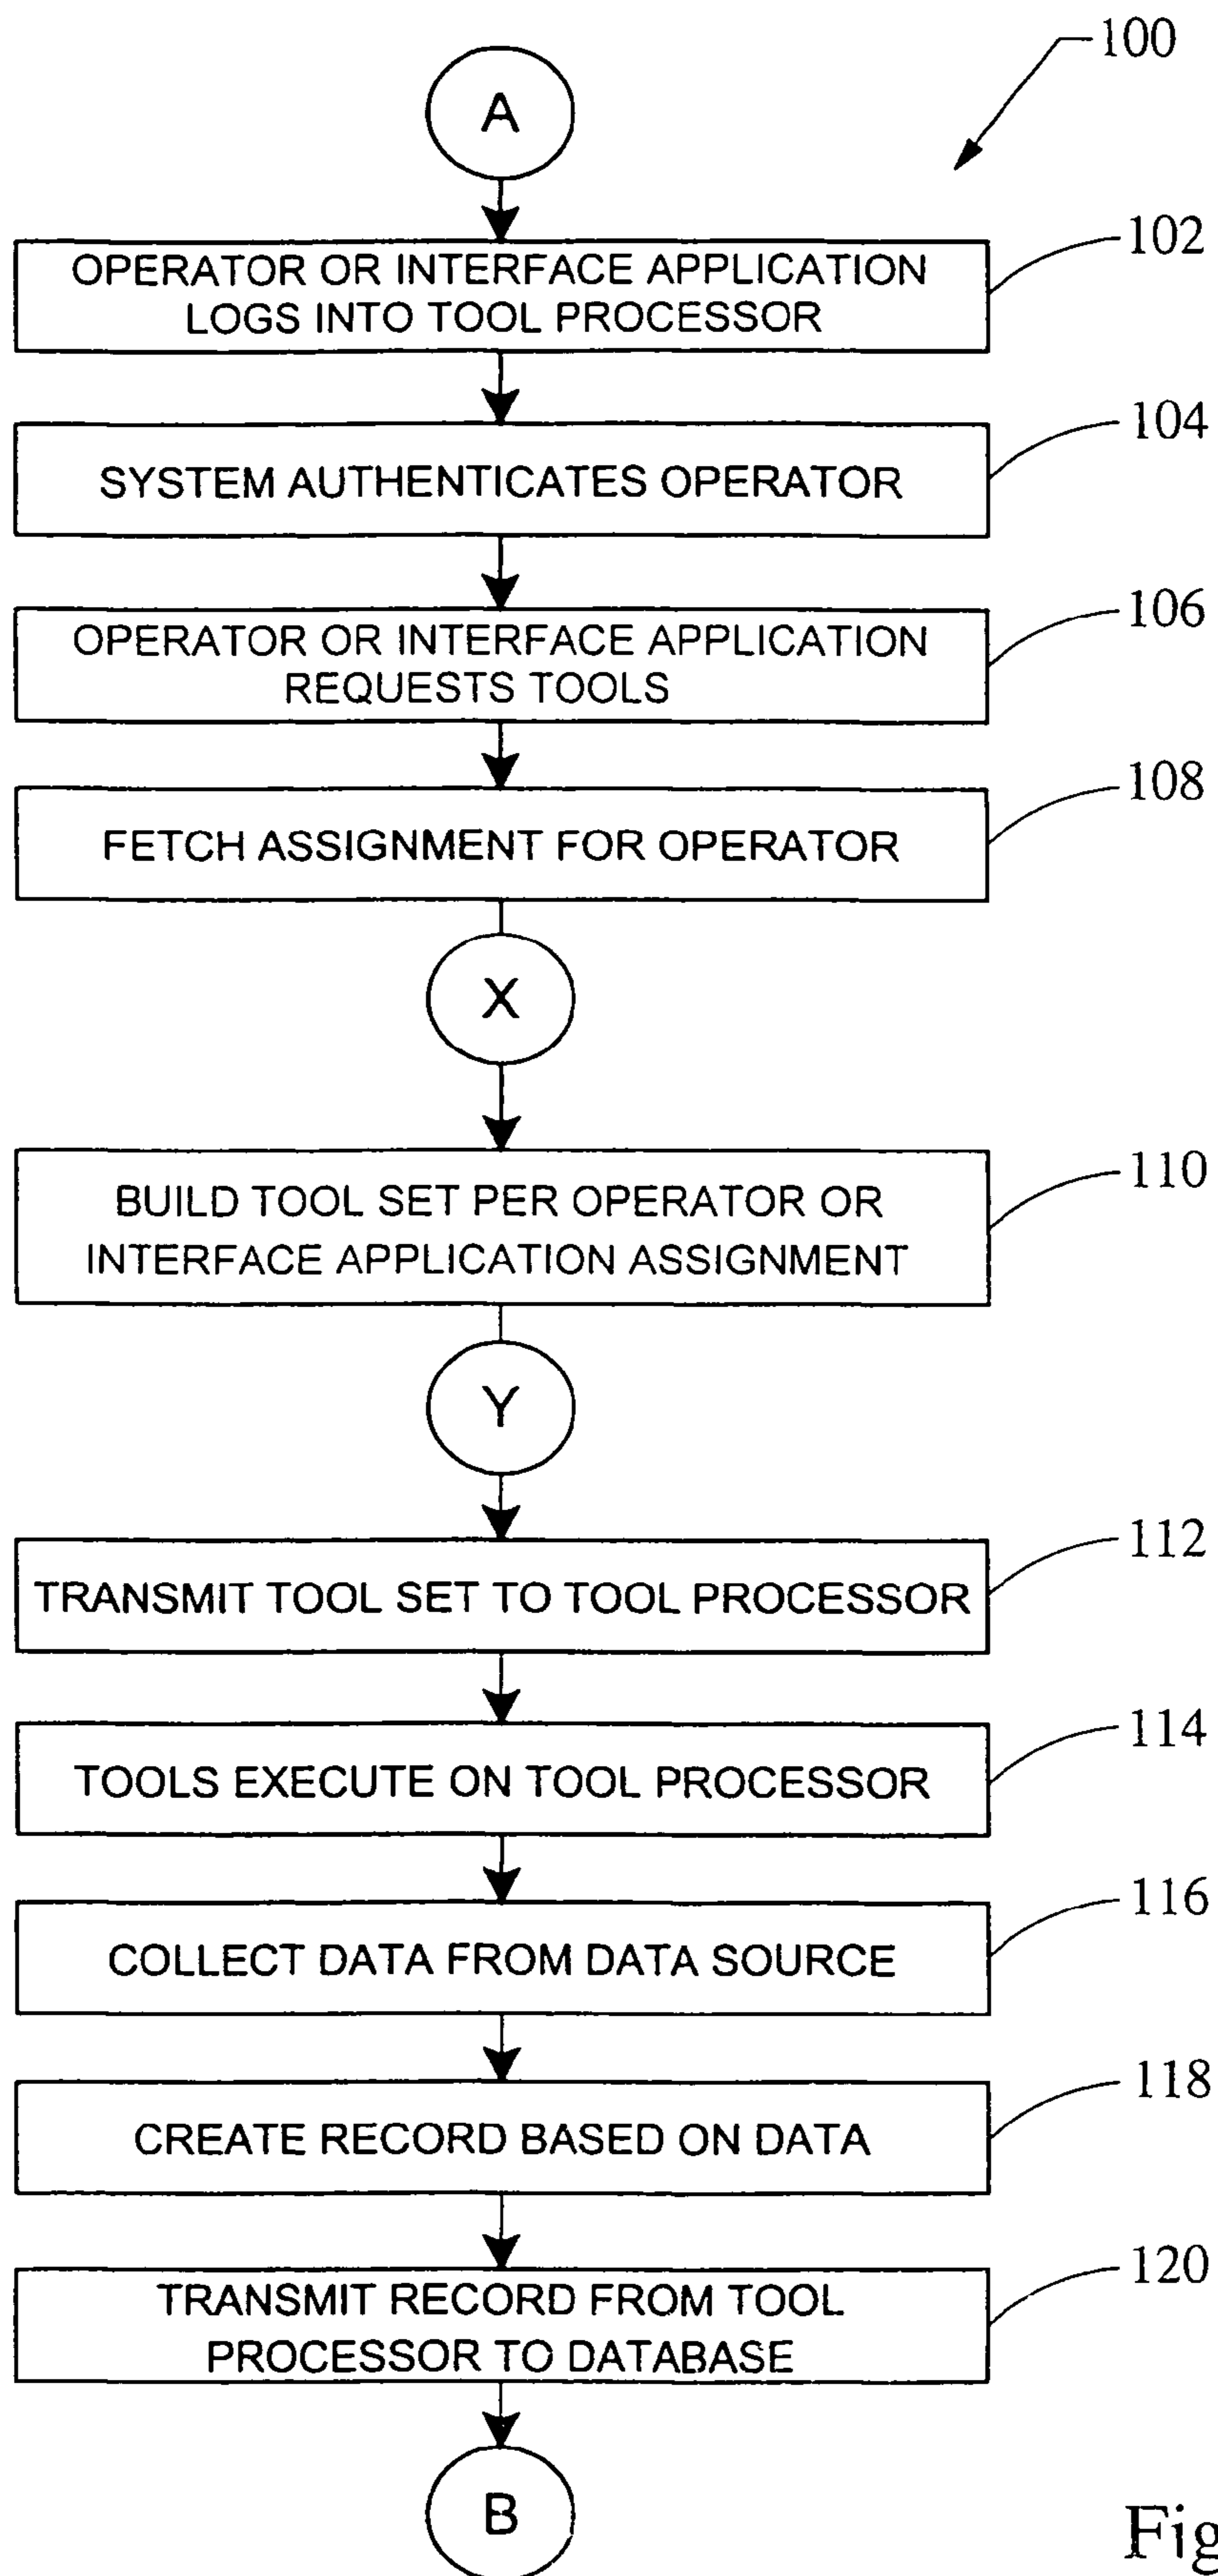 100
A
OPERATOR OR INTERFACE APPLICATION
LOGS INTO TOOL PROCESSOR
102
SYSTEM AUTHENTICATES OPERATOR
104
OPERATOR OR INTERFACE APPLICATION
REQUESTS TOOLS
106
FETCH ASSIGNMENT FOR OPERATOR
108
X
BUILD TOOL SET PER OPERATOR OR
INTERFACE APPLICATION ASSIGNMENT
110
Y
TRANSMIT TOOL SET TO TOOL PROCESSOR
112
TOOLS EXECUTE ON TOOL PROCESSOR
114
COLLECT DATA FROM DATA SOURCE
116
CREATE RECORD BASED ON DATA
118
TRANSMIT RECORD FROM TOOL
PROCESSOR TO DATABASE
120
B
Fig